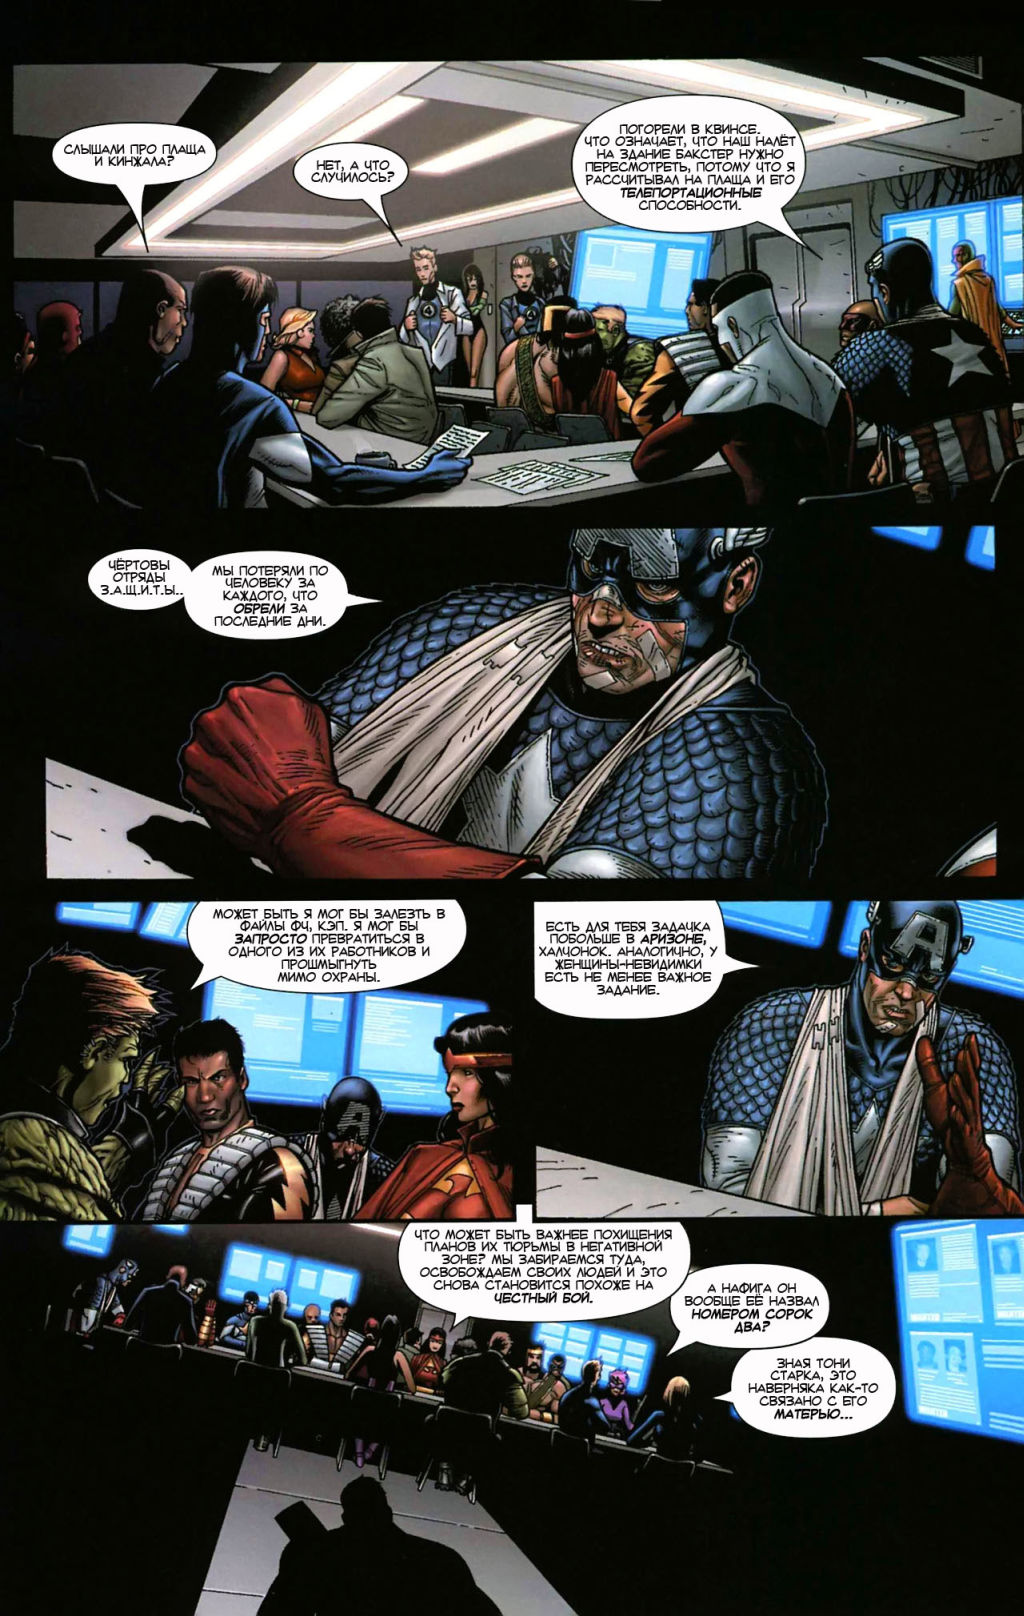 СЛЫШАЛИ ПРО ПЛАЩА
И КИНЖАЛА?
НЕТ, А ЧТО
СЛУЧИЛОСЬ?
ПОГОРЕЛИ В КВИНСЕ.
ЧТО ОЗНАЧАЕТ, ЧТО НАШ НАЛЁТ
НА ЗДАНИЕ БАКСТЕР НУЖНО
ПЕРЕСМОТРЕТЬ, ПОТОМУ ЧТО Я
РАССЧИТЫВАЛ НА ПЛАЩА И ЕГО
ТЕЛЕПОРТАЦИОННЫЕ
СПОСОБНОСТИ.
ЧЁРТОВЫ
ОТРЯДЫ
З.А.Щ.И.Т.Ы..
МЫ ПОТЕРЯЛИ ПО
ЧЕЛОВЕКУ ЗА
КАЖДОГО, ЧТО
ОБРЕЛИ ЗА
ПОСЛЕДНИЕ ДНИ.
МОЖЕТ БЫТЬ Я МОГ БЫ ЗАЛЕЗТЬ В
ФАЙЛЫ ФЧ, КЭП. Я МОГ БЫ
ЗАПРОСТО ПРЕВРАТИТЬСЯ В
ОДНОГО ИЗ ИХ РАБОТНИКОВ И
ПРОШМЫГНУТЬ
МИМО ОХРАНЫ.
ЕСТЬ ДЛЯ ТЕБЯ ЗАДАЧКА
ПОБОЛЬШЕ В АРИЗОНЕ,
ХАЛЧОНОК. АНАЛОГИЧНО, У
ЖЕНЩИНЫ-НЕВИДИМКИ
ЕСТЬ НЕ МЕНЕЕ ВАЖНОЕ
ЗАДАНИЕ.
ЧТО МОЖЕТ БЫТЬ ВАЖНЕЕ ПОХИЩЕНИЯ
ПЛАНОВ ИХ ТЮРЬМЫ В НЕГАТИВНОЙ
ЗОНЕ? МЫ ЗАБИРАЕМСЯ ТУДА,
ОСВОБОЖДАЕМ СВОИХ ЛЮДЕЙ И ЭТО
СНОВА СТАНОВИТСЯ ПОХОЖЕ НА
ЧЕСТНЫЙ БОЙ.
А НАФИГА ОН
ВООБЩЕ ЕЁ НАЗВАЛ
НОМЕРОМ СОРОК
ДВА?
ЗНАЯ ТОНИ
СТАРКА, ЭТО
НАВЕРНЯКА КАК-ТО
СВЯЗАНО С ЕГО
МАТЕРЬЮ...